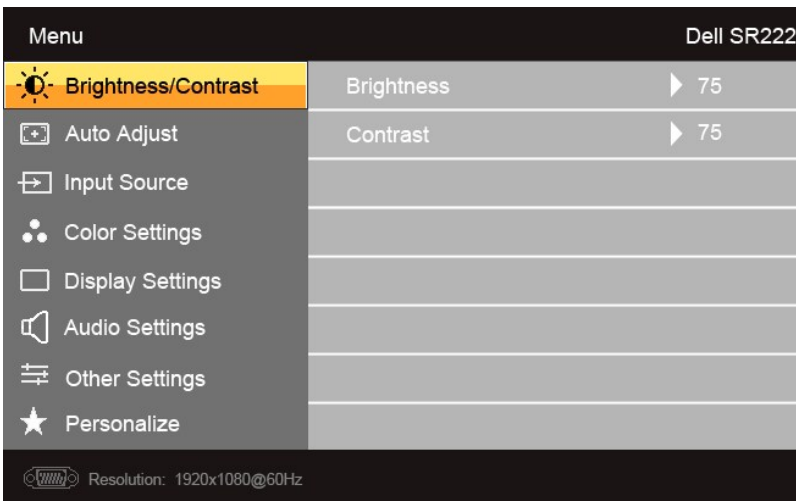 Menu
Dell SR222
Brightness/Contrast
Brightness
75
Auto Adjust
Contrast
75
Input Source
Color Settings
Display Settings
Audio Settings
Other Settings
Personalize
Resolution: 1920x1080@60Hz